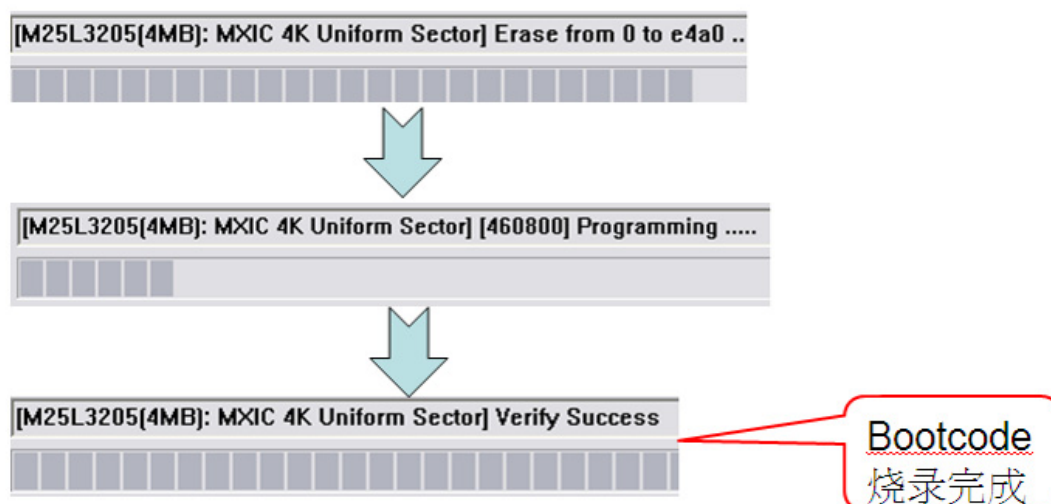 [M25L3205(4MB): MXIC 4K Uniform Sector] Erase from 0 to e4a0 ..
[M25L3205(4MB): MXIC 4K Uniform Sector] [460800] Programming .....
[M25L3205(4MB): MXIC 4K Uniform Sector] Verify Success
Bootcode
烧录完成